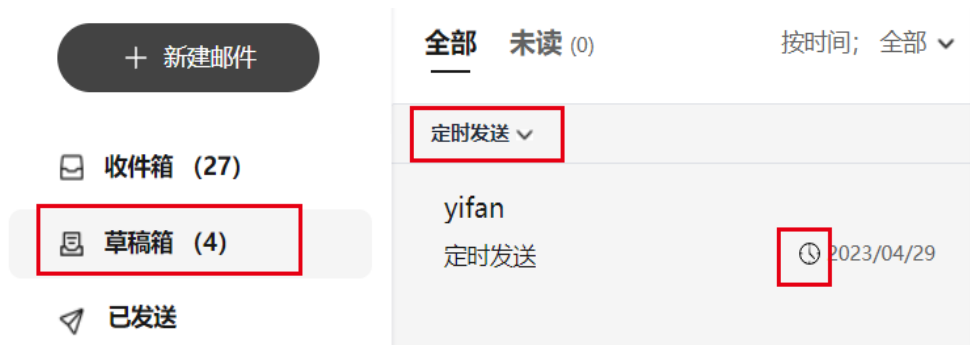 + 新建邮件
收件箱 (27)
草稿箱 (4)
已发送
全部 未读 (0) 按时间; 全部
定时发送
yifan
定时发送 2023/04/29